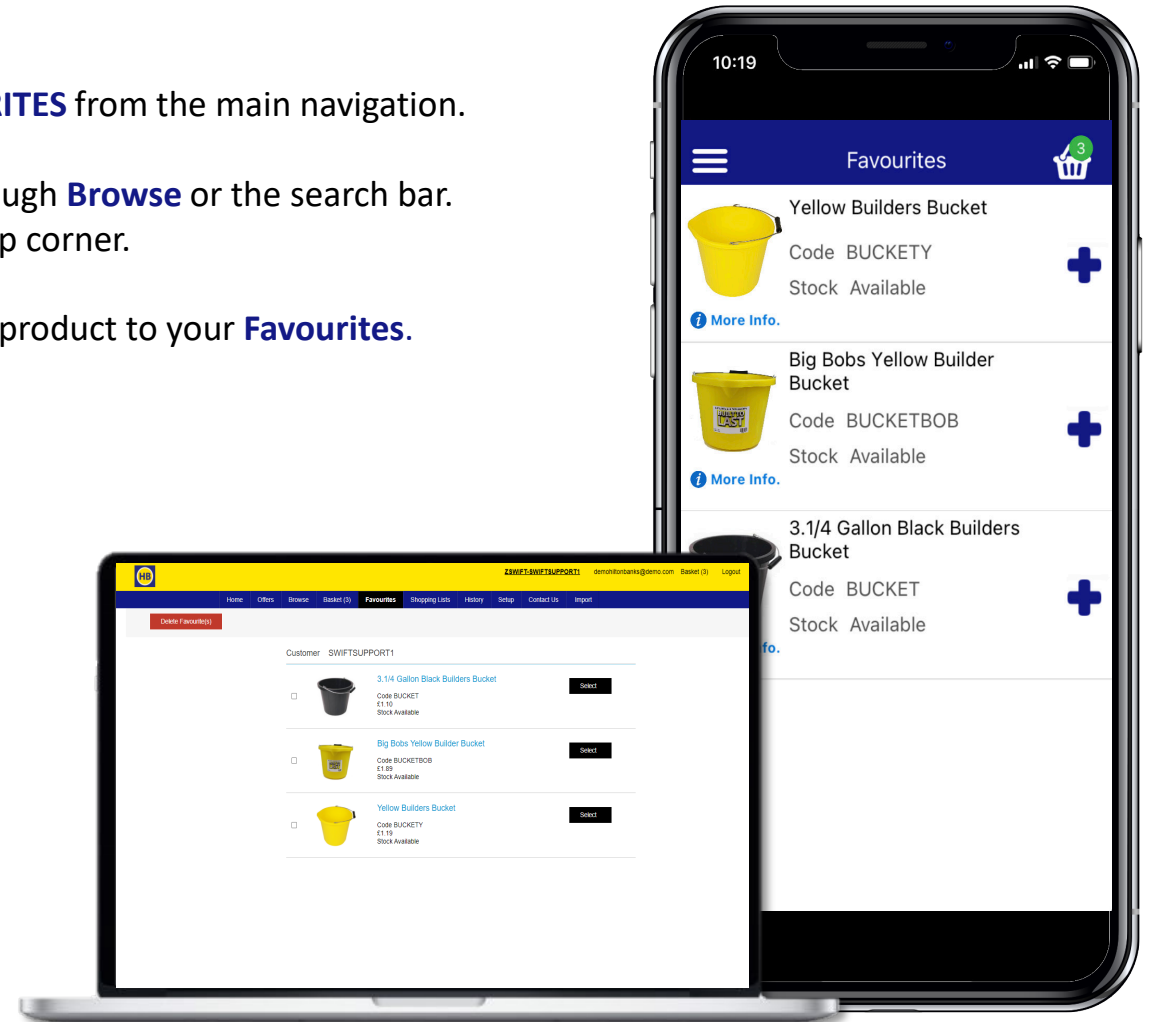 RITES from the main navigation.
ugh Browse or the search bar.
p corner.
product to your Favourites.
10:19
Favourites
3
Yellow Builders Bucket
Code BUCKETY
Stock Available
More Info.
Big Bobs Yellow Builder
Bucket
Code BUCKETBOB
Stock Available
More Info.
3.1/4 Gallon Black Builders
Bucket
Code BUCKET
Stock Available
fo.
HB
ZSWIFT-SWIFTSUPPORT1 demohiltonbanks@demo.com Basket (3) Logout
Home Offers Browse Basket (3) Favourites Shopping Lists History Setup Contact Us Import
Delete Favourite(s)
Customer SWIFTSUPPORT1
3.1/4 Gallon Black Builders Bucket
Select
Code BUCKET
£1.10
Stock Available
Big Bobs Yellow Builder Bucket
Select
Code BUCKETBOB
£1.89
Stock Available
Yellow Builders Bucket
Select
Code BUCKETY
£1.19
Stock Available